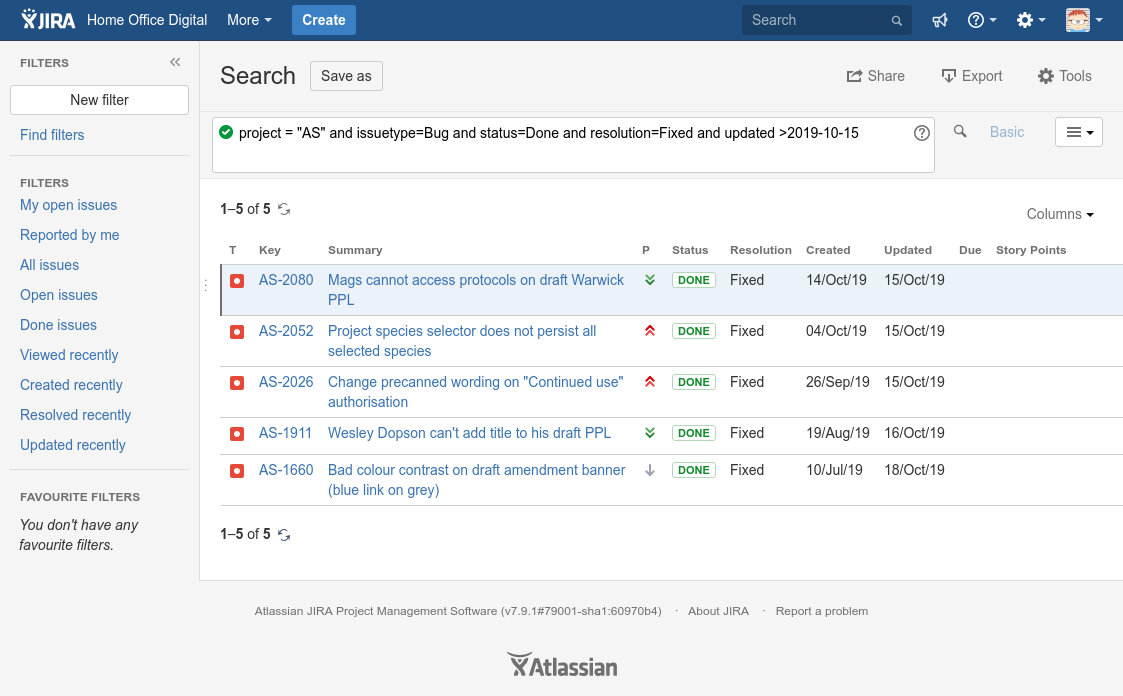 JIRA Home Office Digital More Create Search
FILTERS
New filter
Find filters
FILTERS
My open issues
Reported by me
All issues
Open issues
Done issues
Viewed recently
Created recently
Resolved recently
Updated recently
FAVOURITE FILTERS
You don't have any
favourite filters.
Search Save as Share Export Tools
project = "AS" and issuetype=Bug and status=Done and resolution=Fixed and updated >2019-10-15 Basic
1–5 of 5
Columns
T Key Summary P Status Resolution Created Updated Due Story Points
AS-2080 Mags cannot access protocols on draft Warwick DONE Fixed 14/Oct/19 15/Oct/19
PPL
AS-2052 Project species selector does not persist all DONE Fixed 04/Oct/19 15/Oct/19
selected species
AS-2026 Change precanned wording on "Continued use" DONE Fixed 26/Sep/19 15/Oct/19
authorisation
AS-1911 Wesley Dopson can't add title to his draft PPL DONE Fixed 19/Aug/19 16/Oct/19
AS-1660 Bad colour contrast on draft amendment banner DONE Fixed 10/Jul/19 18/Oct/19
(blue link on grey)
1–5 of 5
Atlassian JIRA Project Management Software (v7.9.1#79001-sha1:60970b4) · About JIRA · Report a problem
Atlassian